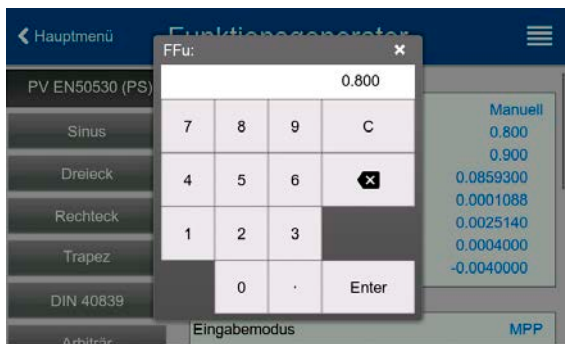 Hauptmenü
Funktionsgenerator
FFu:
0.800
PV EN50530 (PS)
Manuell
Sinus
7 8 9 C
0.800
0.900
Dreieck
4 5 6
0.0859300
0.0001088
Rechteck
1 2 3
0.0025140
Trapez
0.0004000
-0.0040000
0 . Enter
DIN 40839
Eingabemodus MPP
Arbiträr